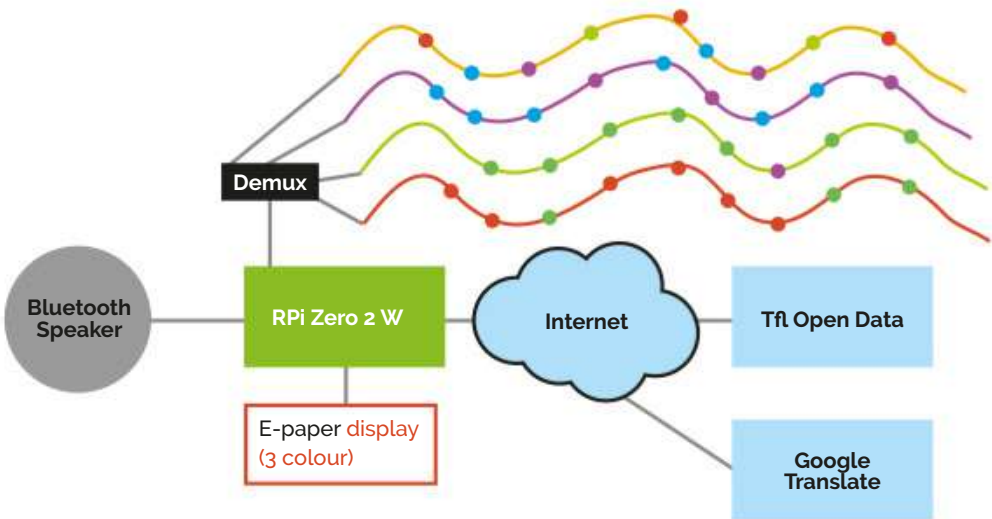 Demux
Bluetooth
Speaker
RPi Zero 2 W
Internet
Tfl Open Data
E-paper display
(3 colour)
Google
Translate